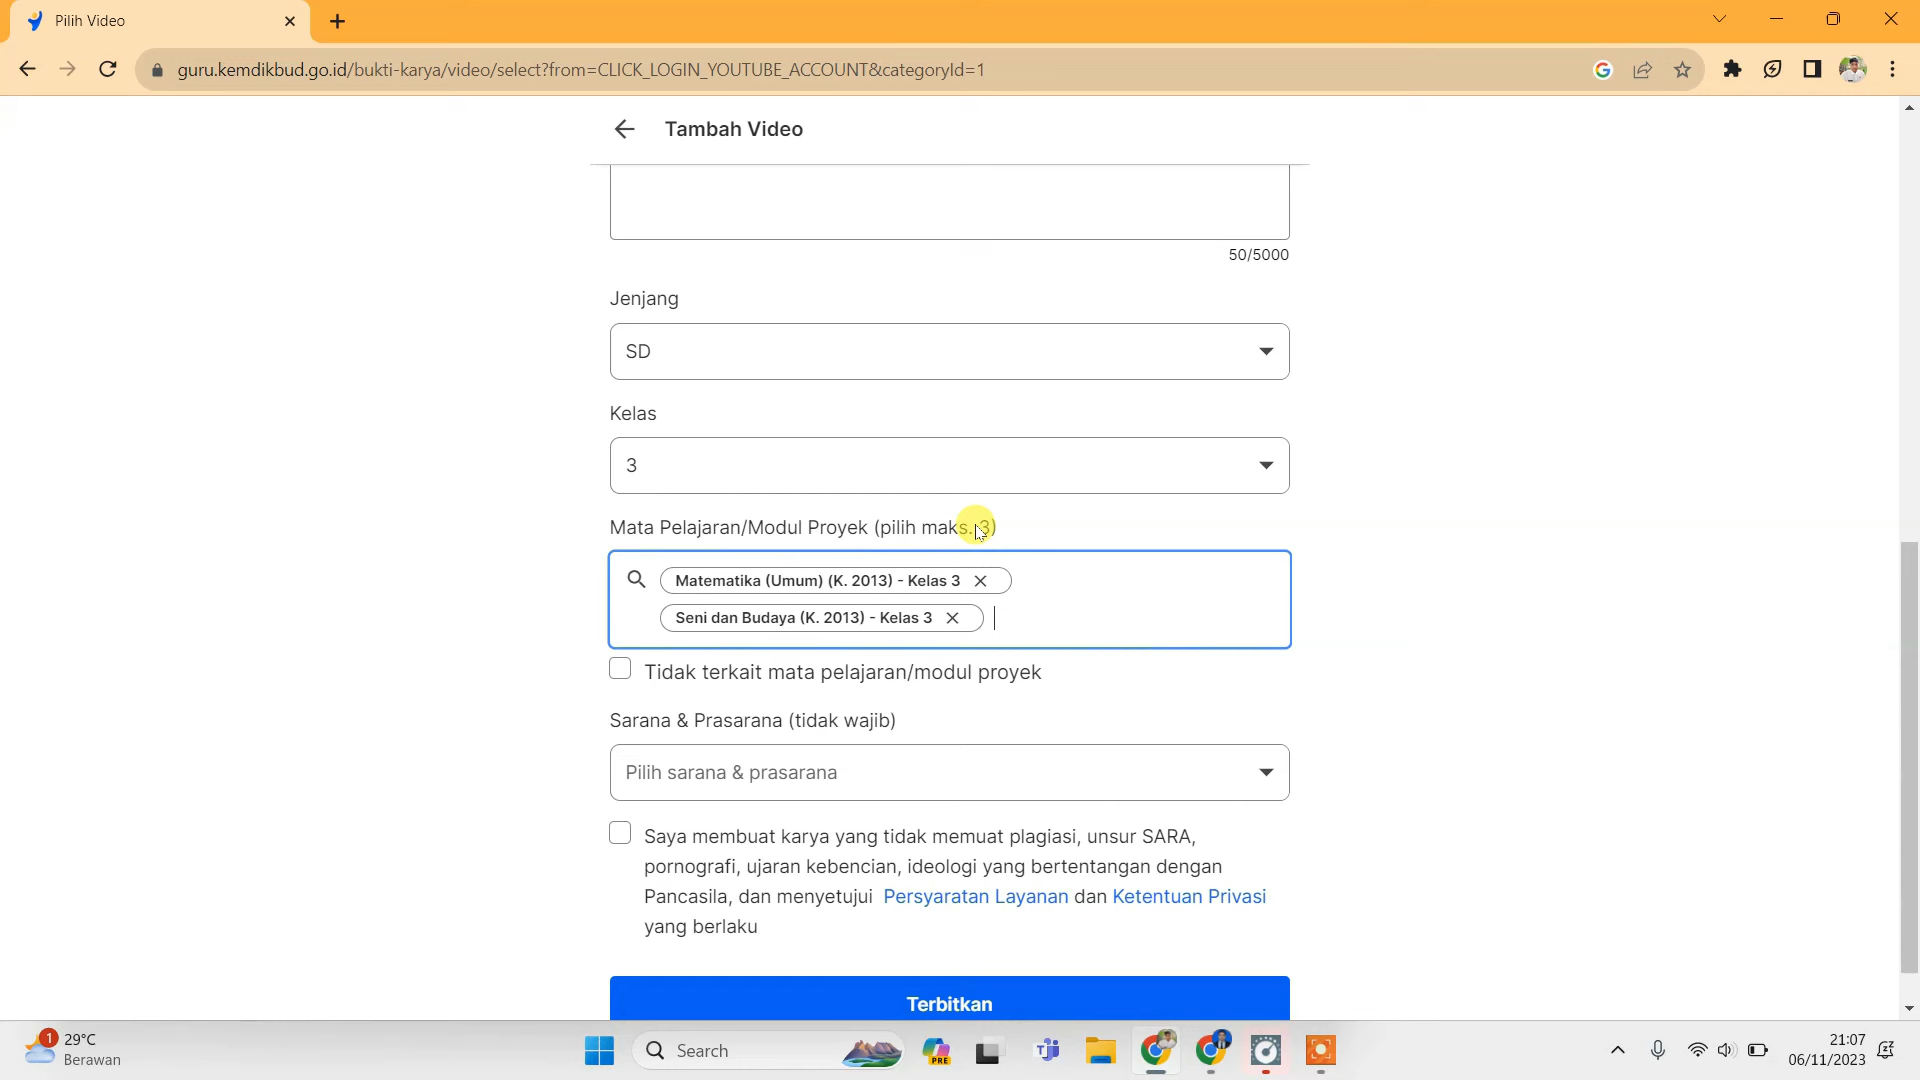 Pilih Video
guru.kemdikbud.go.id/bukti-karya/video/select?from=CLICK_LOGIN_YOUTUBE_ACCOUNT&categoryId=1
Tambah Video
50/5000
Jenjang
SD
Kelas
3
Mata Pelajaran/Modul Proyek (pilih maks. 3)
Matematika (Umum) (K. 2013) - Kelas 3
Seni dan Budaya (K. 2013) - Kelas 3
Tidak terkait mata pelajaran/modul proyek
Sarana & Prasarana (tidak wajib)
Pilih sarana & prasarana
Saya membuat karya yang tidak memuat plagiasi, unsur SARA,
pornografi, ujaran kebencian, ideologi yang bertentangan dengan
Pancasila, dan menyetujui Persyaratan Layanan dan Ketentuan Privasi
yang berlaku
Terbitkan
1
29°C
Berawan
Search
PRE
21:07
06/11/2023